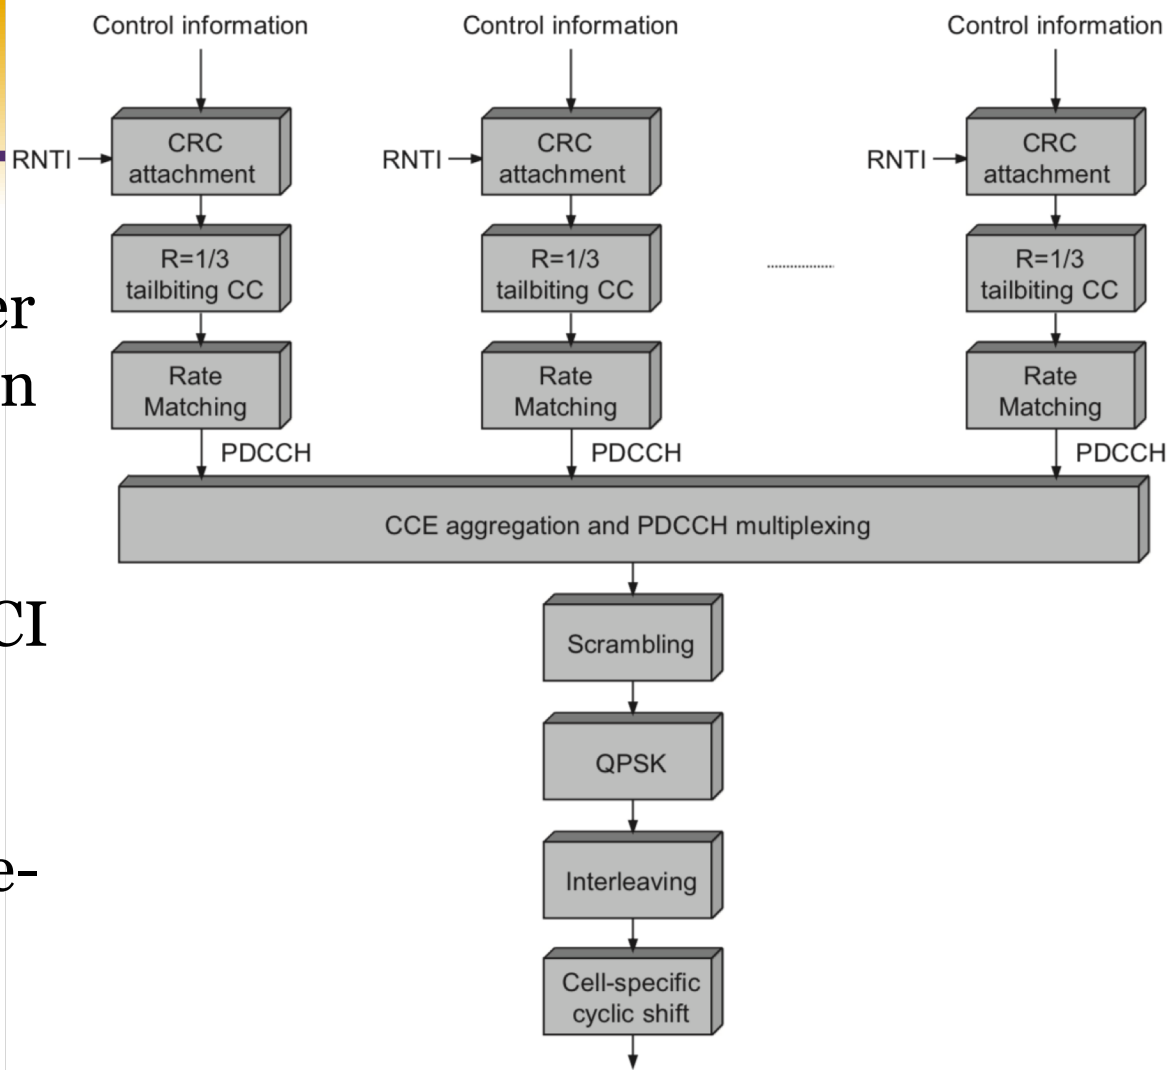 Control information
Control information
Control information
RNTI
CRC
attachment
RNTI
CRC
attachment
RNTI
CRC
attachment
R=1/3
tailbiting CC
R=1/3
tailbiting CC
R=1/3
tailbiting CC
er
n
Rate
Matching
Rate
Matching
Rate
Matching
PDCCH
PDCCH
PDCCH
CCE aggregation and PDCCH multiplexing
CI
Scrambling
QPSK
e-
Interleaving
Cell-specific
cyclic shift